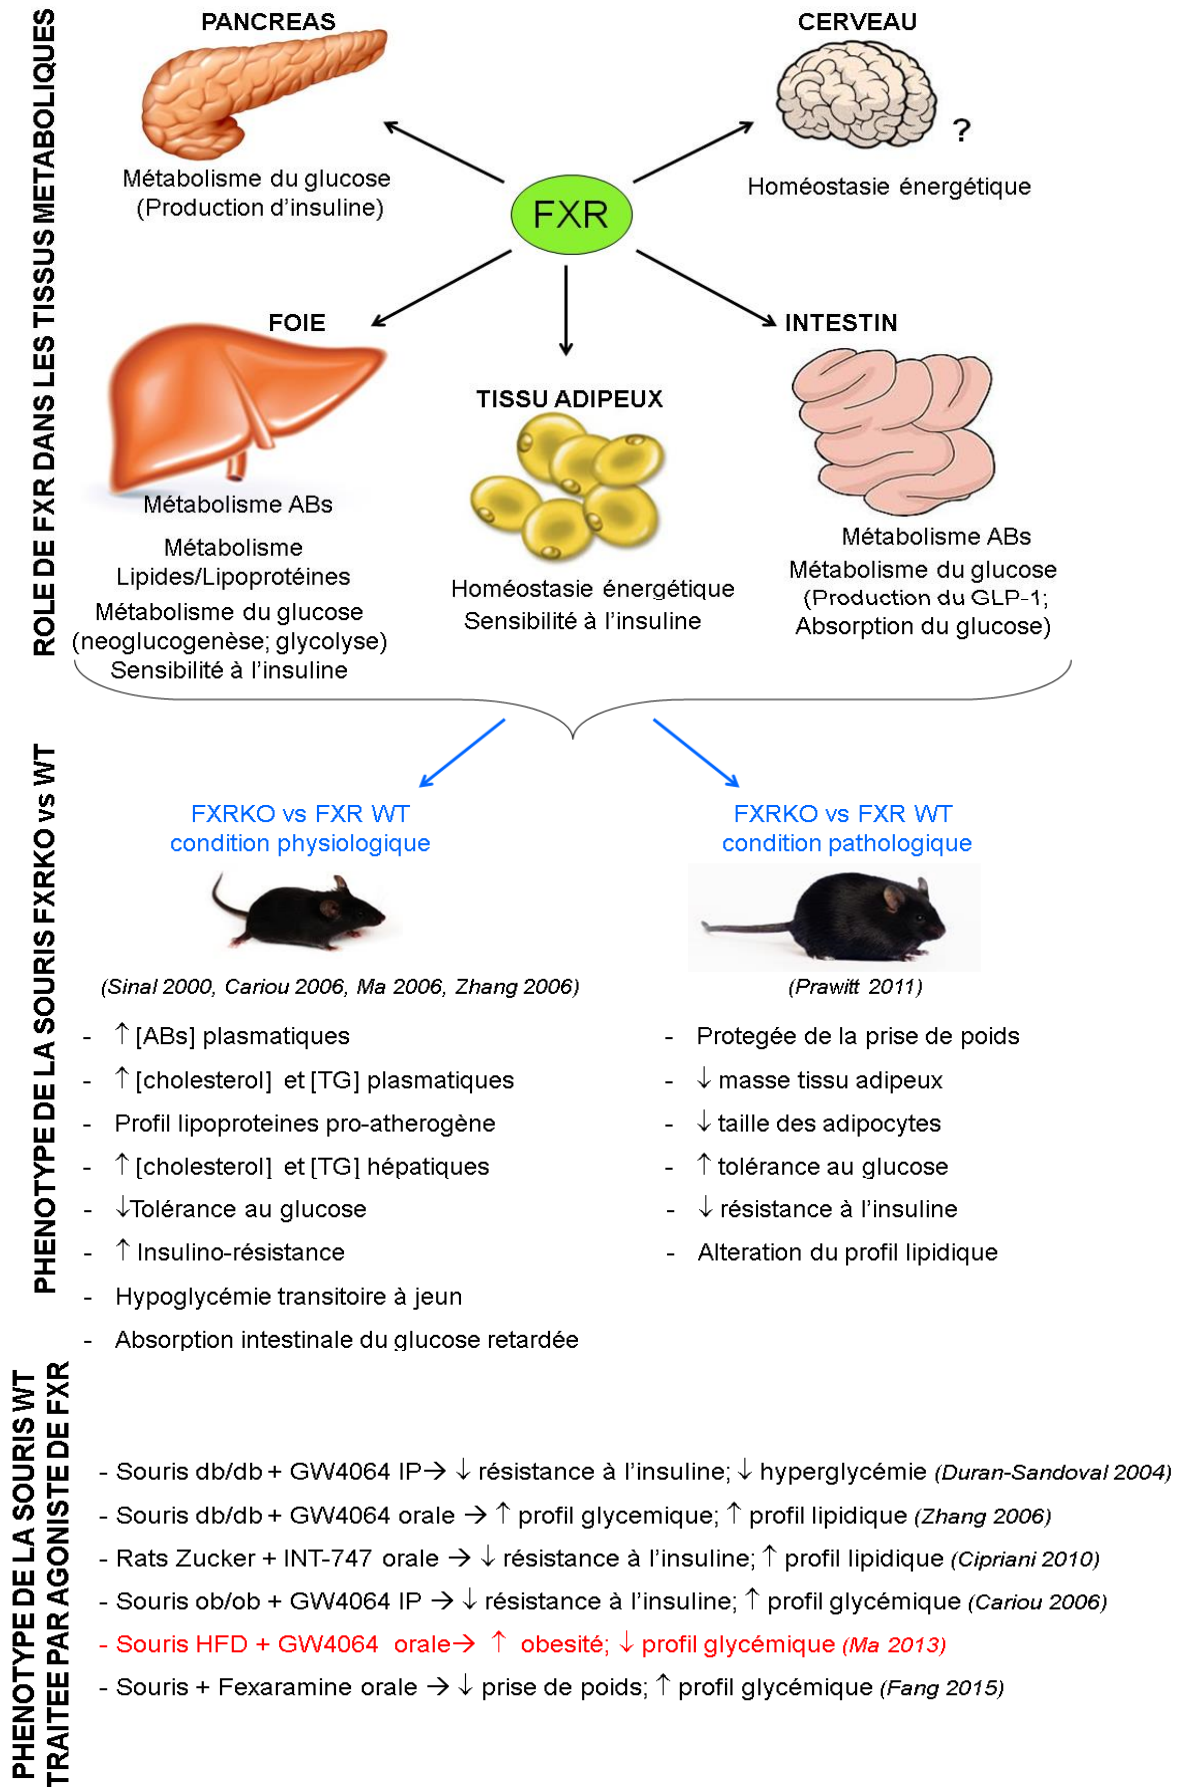 ROLE DE FXR DANS LES TISSUS METABOLIQUES
PANCREAS
Métabolisme du glucose
(Production d'insuline)
CERVEAU
?
Homéostasie énergétique
FXR
FOIE
Métabolisme ABs
Métabolisme
Lipides/Lipoprotéines
Métabolisme du glucose
(neoglucogenèse; glycolyse)
Sensibilité à l'insuline
TISSU ADIPEUX
Homéostasie énergétique
Sensibilité à l'insuline
INTESTIN
Métabolisme ABs
Métabolisme du glucose
(Production du GLP-1;
Absorption du glucose)
PHENOTYPE DE LA SOURIS FXRKO vs WT
FXRKO vs FXR WT
condition physiologique
(Sinal 2000, Cariou 2006, Ma 2006, Zhang 2006)
- ↑ [ABs] plasmatiques
- ↑ [cholesterol] et [TG] plasmatiques
- Profil lipoproteines pro-atherogène
- ↑ [cholesterol] et [TG] hépatiques
- ↓Tolérance au glucose
- ↑ Insulino-résistance
- Hypoglycémie transitoire à jeun
- Absorption intestinale du glucose retardée
FXRKO vs FXR WT
condition pathologique
(Prawitt 2011)
- Protegée de la prise de poids
- ↓ masse tissu adipeux
- ↓ taille des adipocytes
- ↑ tolérance au glucose
- ↓ résistance à l'insuline
- Alteration du profil lipidique
PHENOTYPE DE LA SOURIS WT
TRAITEE PAR AGONISTE DE FXR
- Souris db/db + GW4064 IP→ ↓ résistance à l'insuline; ↓ hyperglycémie (Duran-Sandoval 2004)
- Souris db/db + GW4064 orale → ↑ profil glycemique; ↑ profil lipidique (Zhang 2006)
- Rats Zucker + INT-747 orale → ↓ résistance à l'insuline; ↑ profil lipidique (Cipriani 2010)
- Souris ob/ob + GW4064 IP → ↓ résistance à l'insuline; ↑ profil glycémique (Cariou 2006)
- Souris HFD + GW4064 orale→ ↑ obesité; ↓ profil glycémique (Ma 2013)
- Souris + Fexaramine orale → ↓ prise de poids; ↑ profil glycémique (Fang 2015)